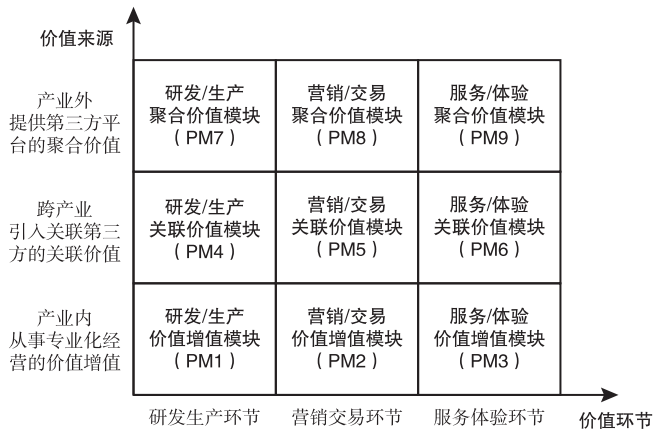 价值来源
产业外
提供第三方平
台的聚合价值
研发/生产
聚合价值模块
（PM7）
营销/交易
聚合价值模块
（PM8）
服务/体验
聚合价值模块
（PM9）
跨产业
引入关联第三
方的关联价值
研发/生产
关联价值模块
（PM4）
营销/交易
关联价值模块
（PM5）
服务/体验
关联价值模块
（PM6）
产业内
从事专业化经
营的价值增值
研发/生产
价值增值模块
（PM1）
营销/交易
价值增值模块
（PM2）
服务/体验
价值增值模块
（PM3）
研发生产环节
营销交易环节
服务体验环节
价值环节